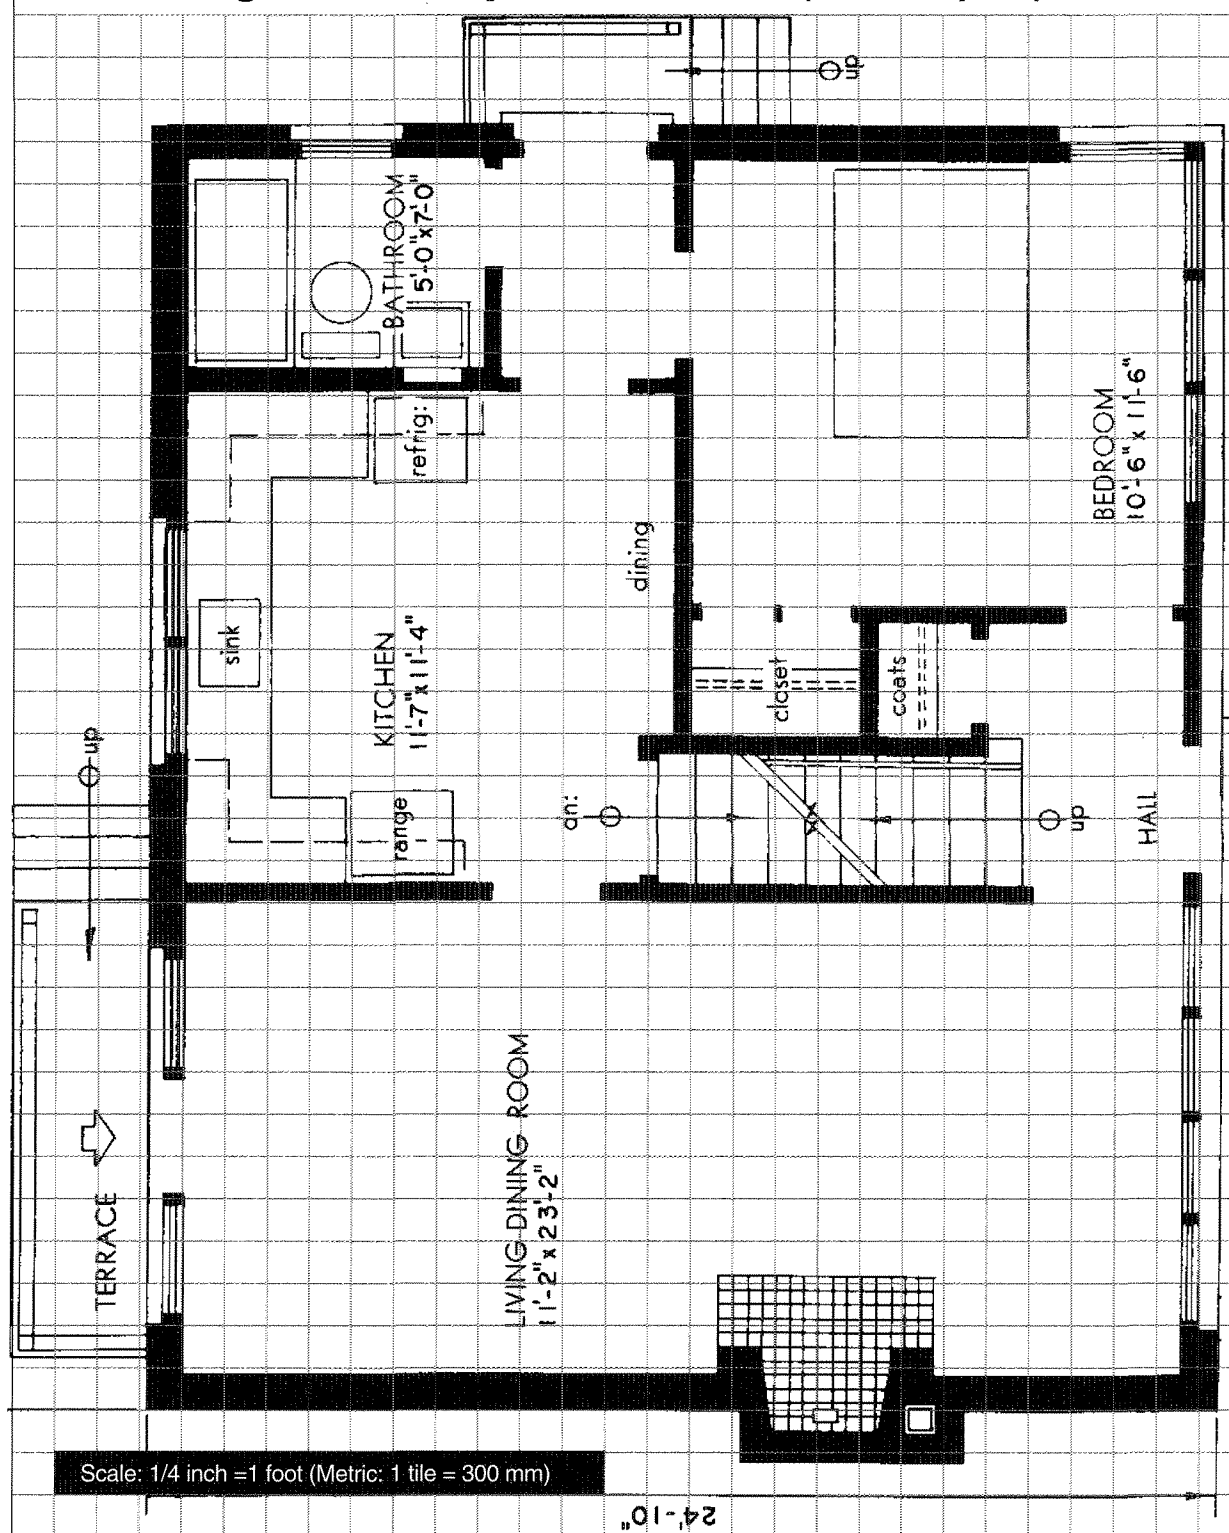 up
BATHROOM
5'-0"x7'-0"
refrig:
BEDROOM
10'-6"x 11'-6"
dining
sink
KITCHEN
11'-7"x11'-4"
closet
coats
up
range
an:
up
HALL
LIVING-DINING ROOM
11'-2"x 23'-2"
TERRACE
Scale: 1/4 inch =1 foot (Metric: 1 tile = 300 mm)
24'-10"